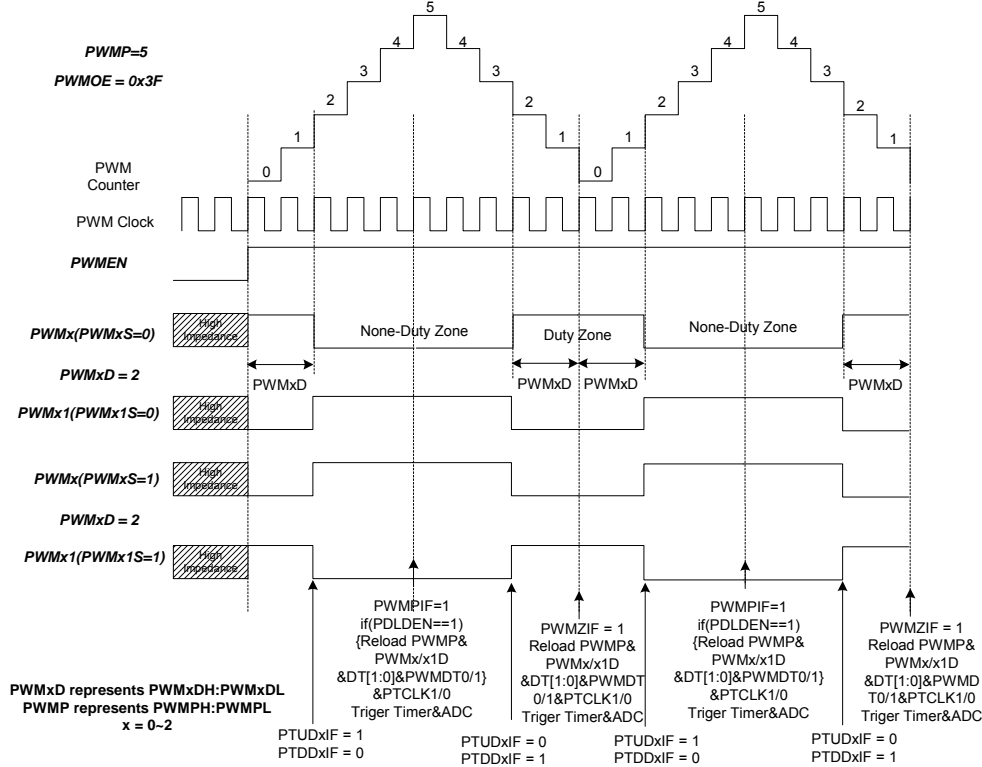 5
5
4
4
4
4
PWMP=5
3
3
3
3
PWMOE = 0x3F
2
2
2
2
1
1
1
1
0
0
PWM
Counter
PWM Clock
PWMEN
High
Impedance
PWMx(PWMxS=0)
None-Duty Zone
Duty Zone
None-Duty Zone
PWMxD = 2
PWMxD
PWMxD
PWMxD
PWMxD
PWMx1(PWMx1S=0)
High
Impedance
PWMx(PWMxS=1)
High
Impedance
PWMxD = 2
PWMx1(PWMx1S=1)
High
Impedance
PWMPIF=1
if(PDLDEN==1)
{Reload PWMP&
PWMx/x1D
&DT[1:0]&PWMDT0/1}
&PTCLK1/0
Triger Timer&ADC
PWMZIF = 1
Reload PWMP&
PWMx/x1D
&DT[1:0]&PWMDT
0/1&PTCLK1/0
Triger Timer&ADC
PWMPIF=1
if(PDLDEN==1)
{Reload PWMP&
PWMx/x1D
&DT[1:0]&PWMDT0/1}
&PTCLK1/0
Triger Timer&ADC
PWMZIF = 1
Reload PWMP&
PWMx/x1D
&DT[1:0]&PWMD
T0/1&PTCLK1/0
Triger Timer&ADC
PWMxD represents PWMxDH:PWMxDL
PWMP represents PWMPH:PWMPL
x = 0~2
PTUDxIF = 1
PTDDxIF = 0
PTUDxIF = 0
PTDDxIF = 1
PTUDxIF = 1
PTDDxIF = 0
PTUDxIF = 0
PTDDxIF = 1